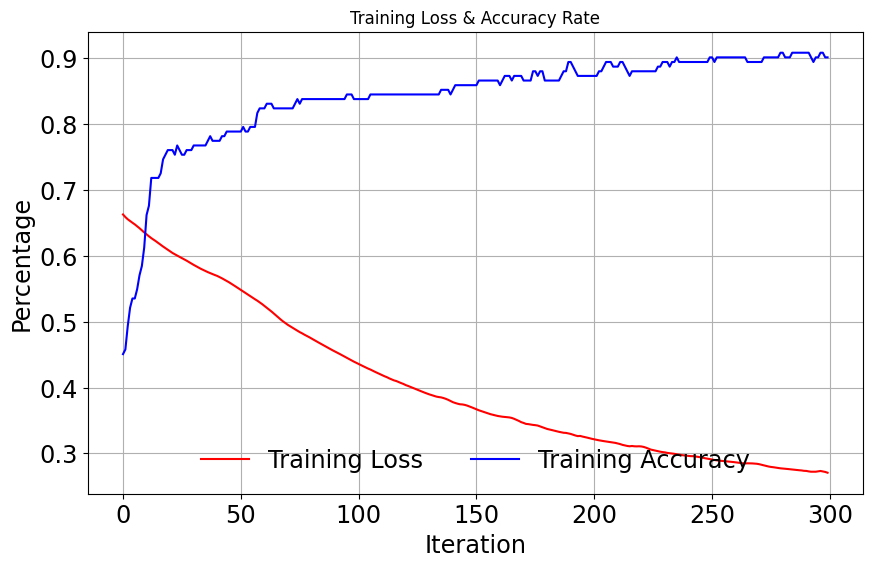 Training Loss & Accuracy Rate
0.9
0.8
0.7
0.6
0.5
0.4
0.3
Percentage
Training Loss
Training Accuracy
0 50 100 150 200 250 300
Iteration